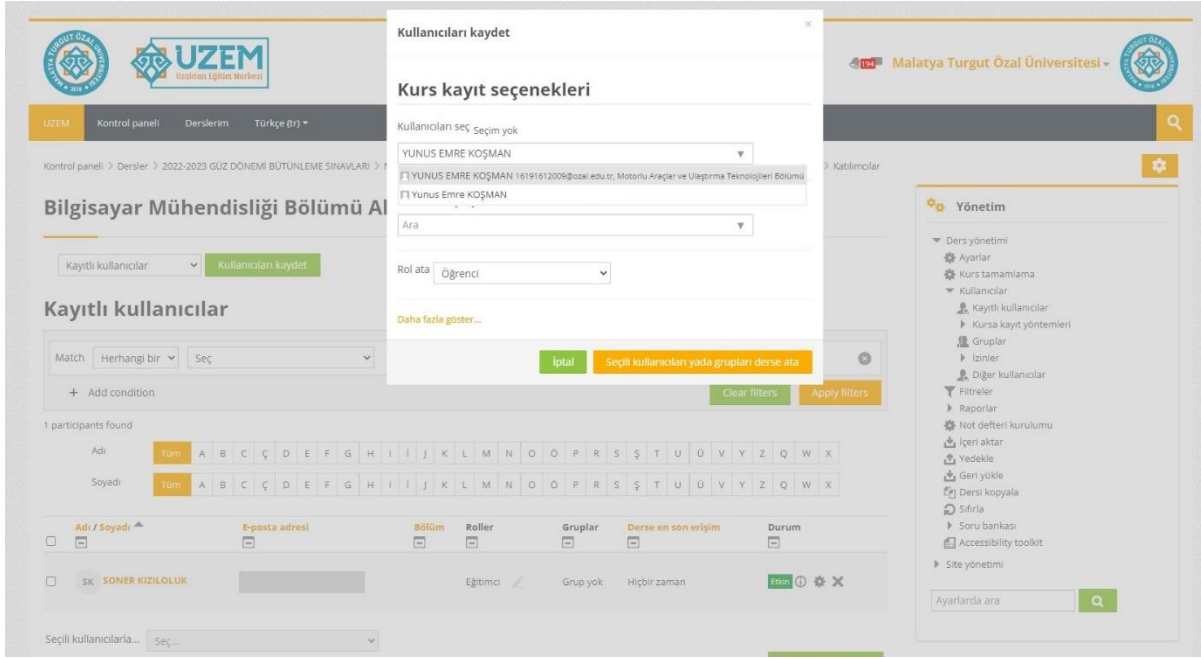 Kullanıcıları kaydet
×
UZEM
Uzaktan Eğitim Merkezi
194
Malatya Turgut Özal Üniversitesi
Kurs kayıt seçenekleri
UZEM Kontrol paneli Derslerim Türkçe (tr)
Kullanıcıları seç Seçim yok
YUNUS EMRE KOŞMAN
Kontrol paneli > Dersler > 2022-2023 GÜZ DÖNEMİ BÜTÜNLEME SINAVLARI >
> Katılımcılar
YUNUS EMRE KOŞMAN 16191612009@ozal.edu.tr, Motorlu Araçlar ve Ulaştırma Teknolojileri Bölümü
Yunus Emre KOŞMAN
Bilgisayar Mühendisliği Bölümü Al
Ara
Kayıtlı kullanıcılar Kullanıcıları kaydet
Rol ata Öğrenci
Kayıtlı kullanıcılar
Daha fazla göster...
Match Herhangi bir Seç
İptal Seçili kullanıcıları yada grupları derse ata
+ Add condition Clear filters Apply filters
1 participants found
Adı Tüm A B C Ç D E F G H I İ J K L M N O Ö P R S Ş T U Ü V Y Z Q W X
Soyadı Tüm A B C Ç D E F G H I İ J K L M N O Ö P R S Ş T U Ü V Y Z Q W X
Adı / Soyadı E-posta adresi Bölüm Roller Gruplar Derse en son erişim Durum
SK SONER KIZILOLUK Eğitimci Grup yok Hiçbir zaman Etkin
Seçili kullanıcılarla... Seç...
Yönetim
Ders yönetimi
Ayarlar
Kurs tamamlama
Kullanıcılar
Kayıtlı kullanıcılar
Kursa kayıt yöntemleri
Gruplar
İzinler
Diğer kullanıcılar
Filtreler
Raporlar
Not defteri kurulumu
İçeri aktar
Yedekle
Geri yükle
Dersi kopyala
Sıfırla
Soru bankası
Accessibility toolkit
Site yönetimi
Ayarlarda ara